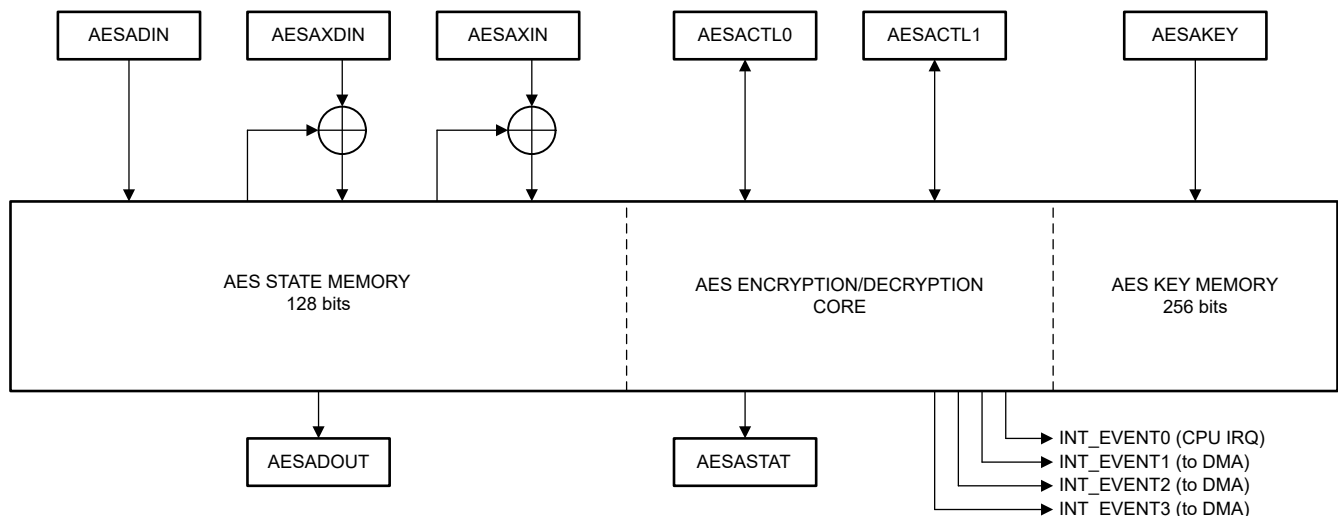 AESADIN
AESAXDIN
AESAXIN
AESACTL0
AESACTL1
AESAKEY
AES STATE MEMORY
128 bits
AES ENCRYPTION/DECRYPTION
CORE
AES KEY MEMORY
256 bits
AESADOUT
AESASTAT
INT_EVENT0 (CPU IRQ)
INT_EVENT1 (to DMA)
INT_EVENT2 (to DMA)
INT_EVENT3 (to DMA)